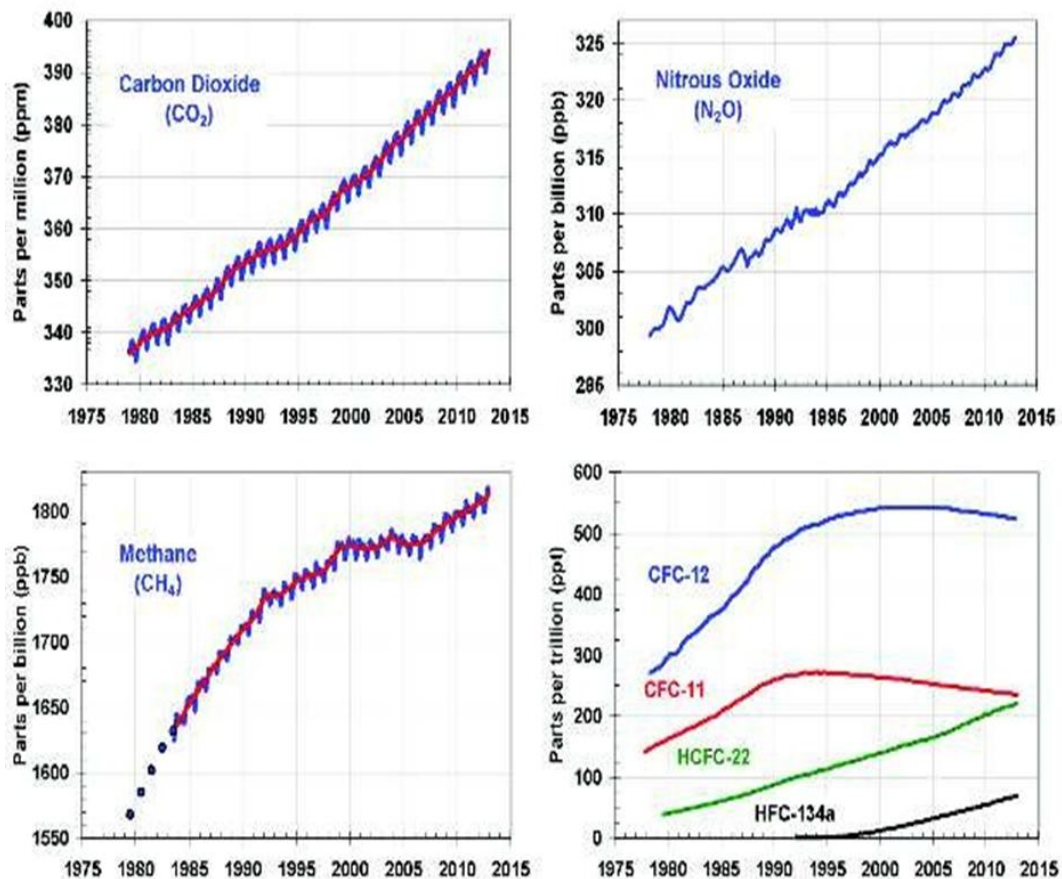 400
390
380
370
360
350
340
330
Parts per million (ppm)
Carbon Dioxide
(CO₂)
1975 1980 1985 1990 1995 2000 2005 2010 2015
325
320
315
310
305
300
295
Parts per billion (ppb)
Nitrous Oxide
(N₂O)
1975 1980 1985 1990 1995 2000 2005 2010 2015
1800
1750
1700
1650
1600
1550
Parts per billion (ppb)
Methane
(CH₄)
1975 1980 1985 1990 1995 2000 2005 2010 2015
600
500
400
300
200
100
0
Parts per trillion (ppt)
CFC-12
CFC-11
HCFC-22
HFC-134a
1975 1980 1985 1990 1995 2000 2005 2010 2015